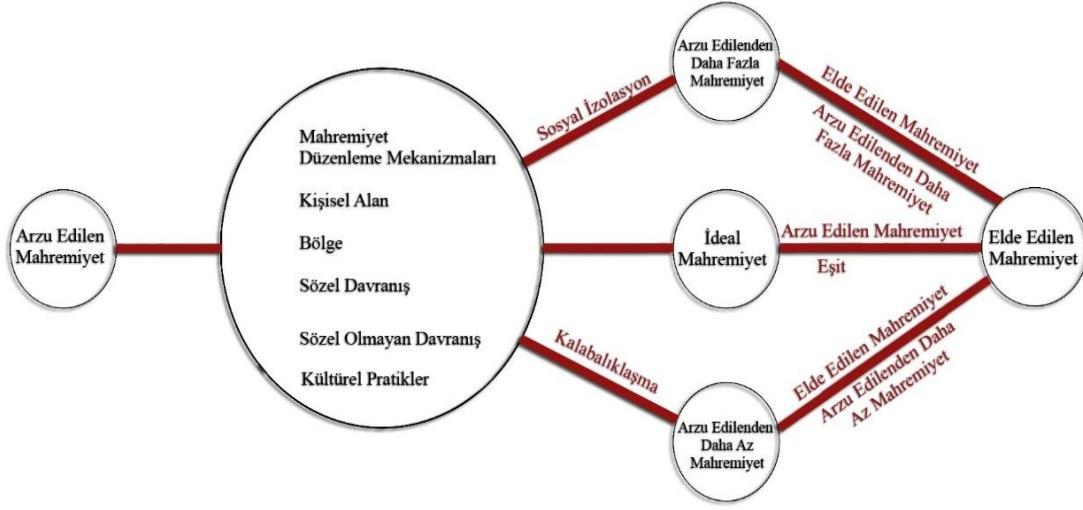 Arzu Edilen
Mahremiyet
Mahremiyet
Düzenleme Mekanizmaları
Kişisel Alan
Bölge
Sözel Davranış
Sözel Olmayan Davranış
Kültürel Pratikler
Sosyal İzolasyon
Kalabalıklaşma
Arzu Edilenden
Daha Fazla
Mahremiyet
İdeal
Mahremiyet
Arzu Edilenden
Daha Az
Mahremiyet
Elde Edilen Mahremiyet
Arzu Edilenden Daha
Fazla Mahremiyet
Arzu Edilen Mahremiyet
Eşit
Elde Edilen Mahremiyet
Arzu Edilenden Daha
Az Mahremiyet
Elde Edilen
Mahremiyet